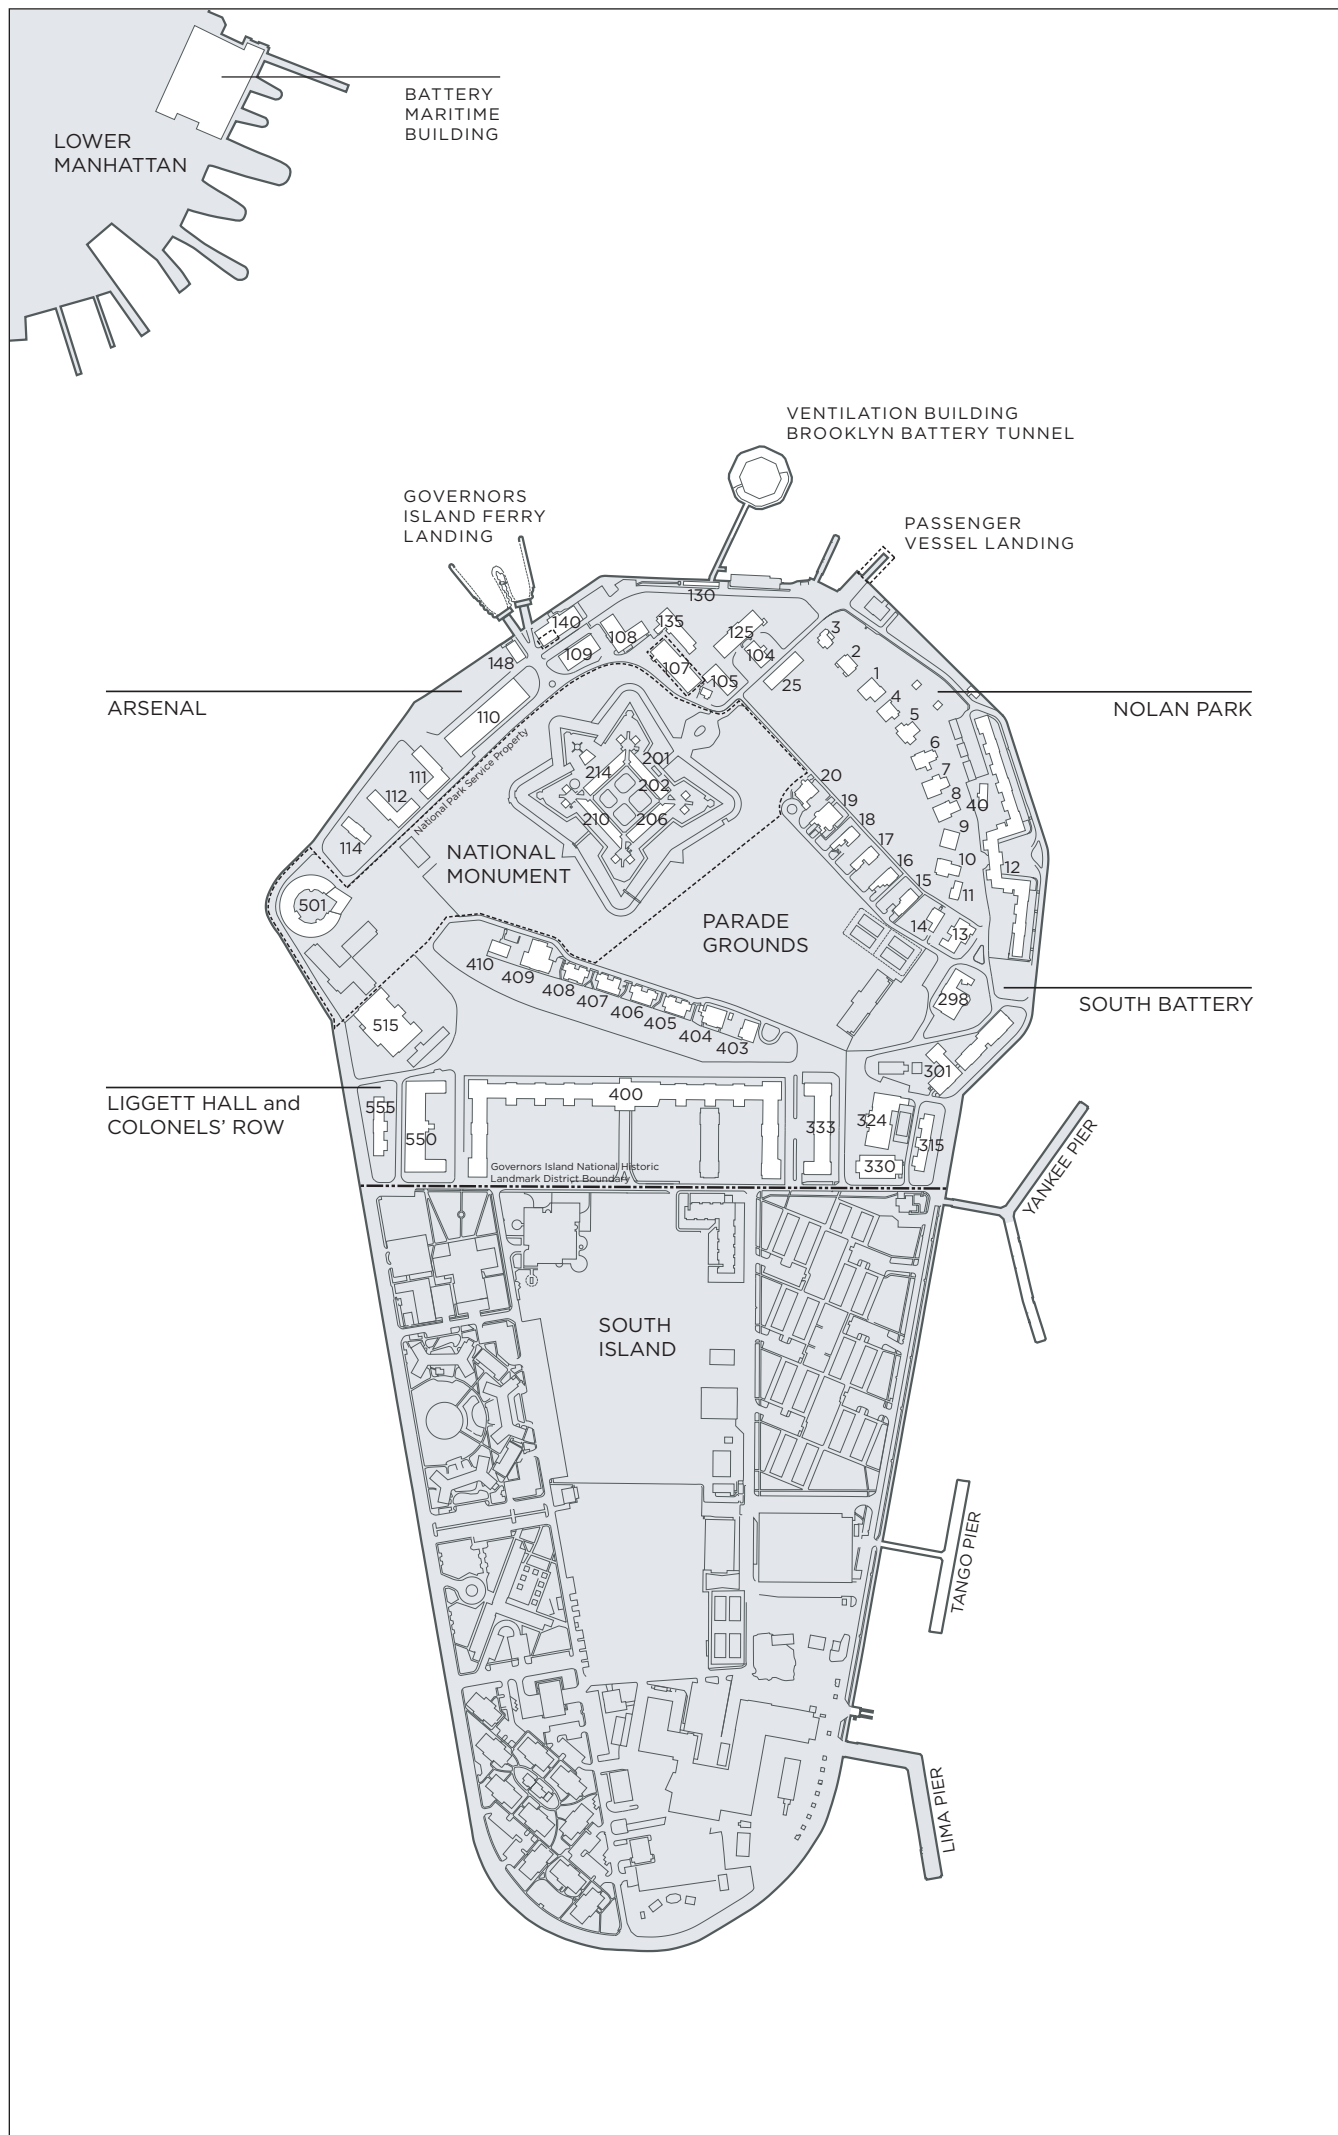 LOWER
MANHATTAN
BATTERY
MARITIME
BUILDING
VENTILATION BUILDING
BROOKLYN BATTERY TUNNEL
GOVERNORS
ISLAND FERRY
LANDING
PASSENGER
VESSEL LANDING
130
140
108
135
125
3
148
109
107
105
104
25
2
1
4
5
ARSENAL
NOLAN PARK
110
6
7
8
40
9
10
11
12
111
112
114
National Park Service Property
214
201
202
210
206
20
19
18
17
16
15
14
13
NATIONAL
MONUMENT
501
PARADE
GROUNDS
410
409
408
407
406
405
404
403
298
SOUTH BATTERY
515
301
LIGGETT HALL and
COLONELS' ROW
555
550
400
333
324
315
330
Governors Island National Historic
Landmark District Boundary
YANKEE PIER
SOUTH
ISLAND
TANGO PIER
LIMA PIER